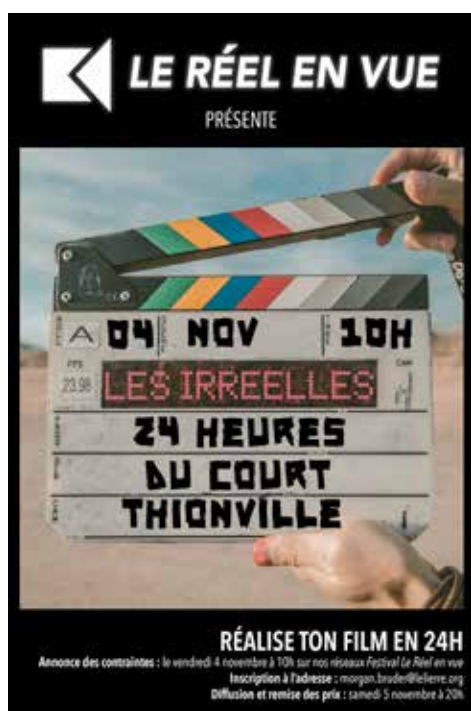 LE RÉEL EN VUE
PRÉSENTE
A 04 NOV 10H
FPS
23.98 LES IRREELLES CAM
24 HEURES
DU COURT
THIONVILLE
RÉALISE TON FILM EN 24H
Annonce des contraintes : le vendredi 4 novembre à 10h sur nos réseaux Festival Le Réel en vue
Inscription à l'adresse : morgan.bruder@lelierre.org
Diffusion et remise des prix : samedi 5 novembre à 20h